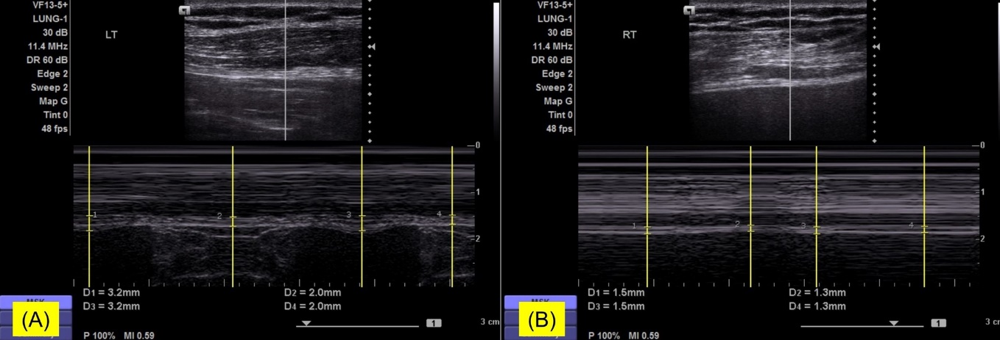 VF13-5+
LUNG-1
30 dB
11.4 MHz
DR 60 dB
Edge 2
Sweep 2
Map G
Tint 0
48 fps
LT
0
1
2
1
2
3
4
D1 = 3.2mm
D2 = 2.0mm
D3 = 3.2mm
D4 = 2.0mm
1
3 cm
P 100% MI 0.59
(A)
VF13-5+
LUNG-1
30 dB
11.4 MHz
DR 60 dB
Edge 2
Sweep 2
Map G
Tint 0
48 fps
RT
0
1
2
1
2
3
4
D1 = 1.5mm
D2 = 1.3mm
D3 = 1.5mm
D4 = 1.3mm
1
3 c
P 100% MI 0.59
(B)